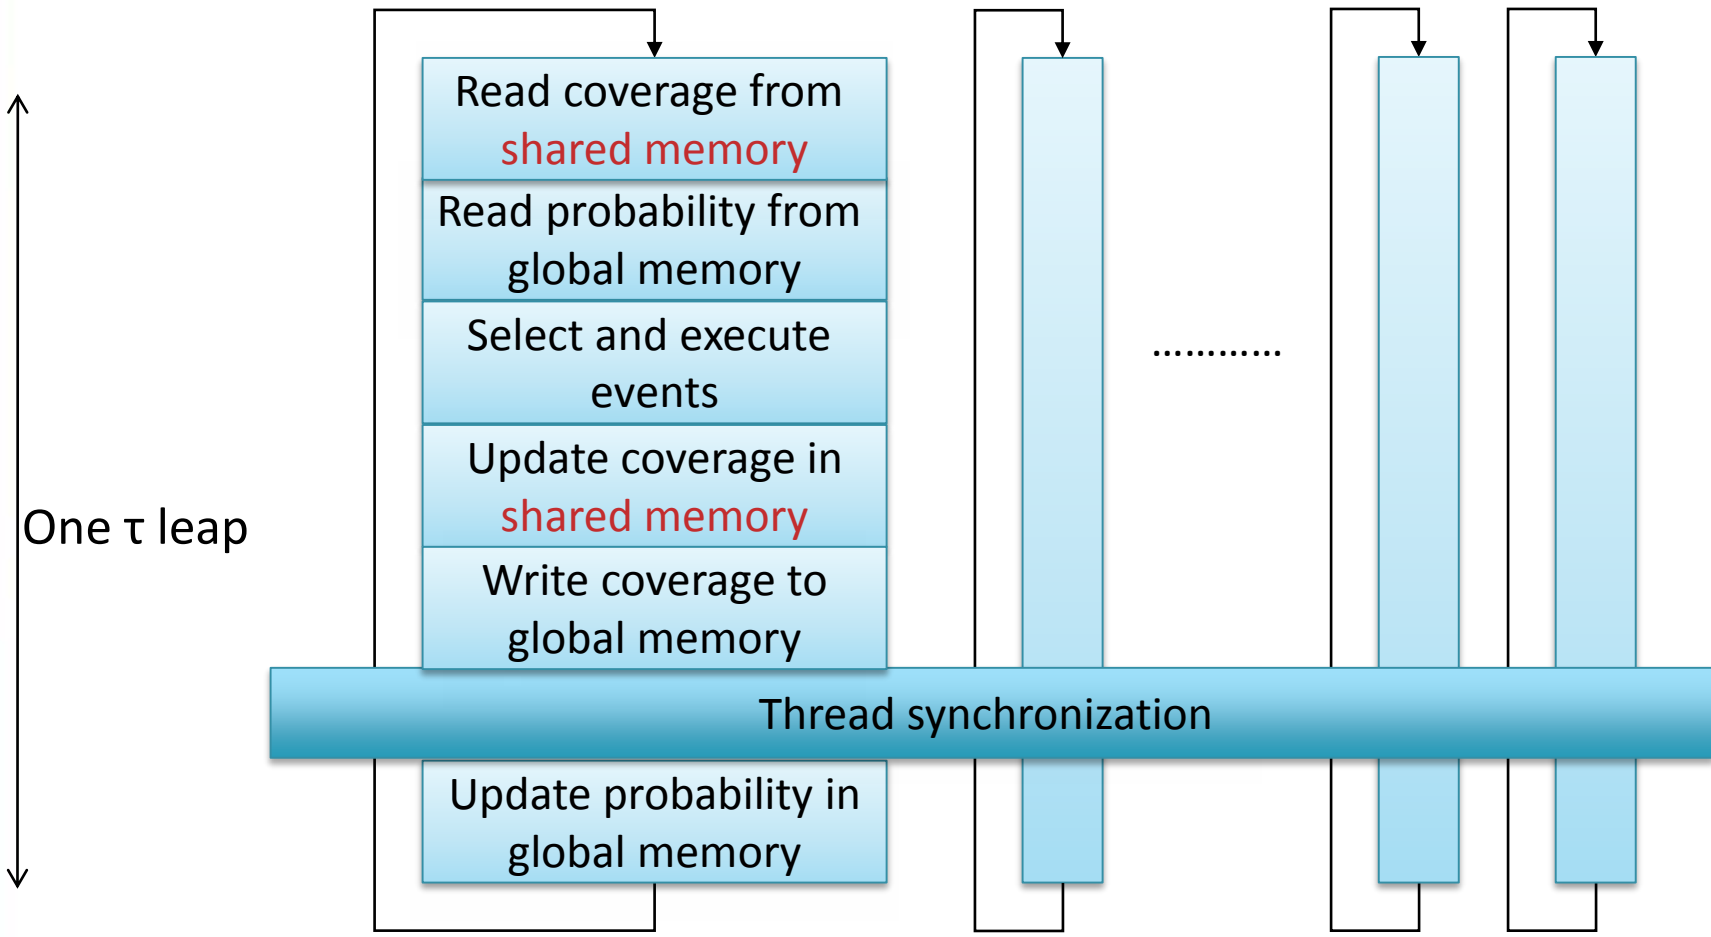 Read coverage from
shared memory
Read probability from
global memory
Select and execute
events
…………
Update coverage in
shared memory
One τ leap
Write coverage to
global memory
Thread synchronization
Update probability in
global memory